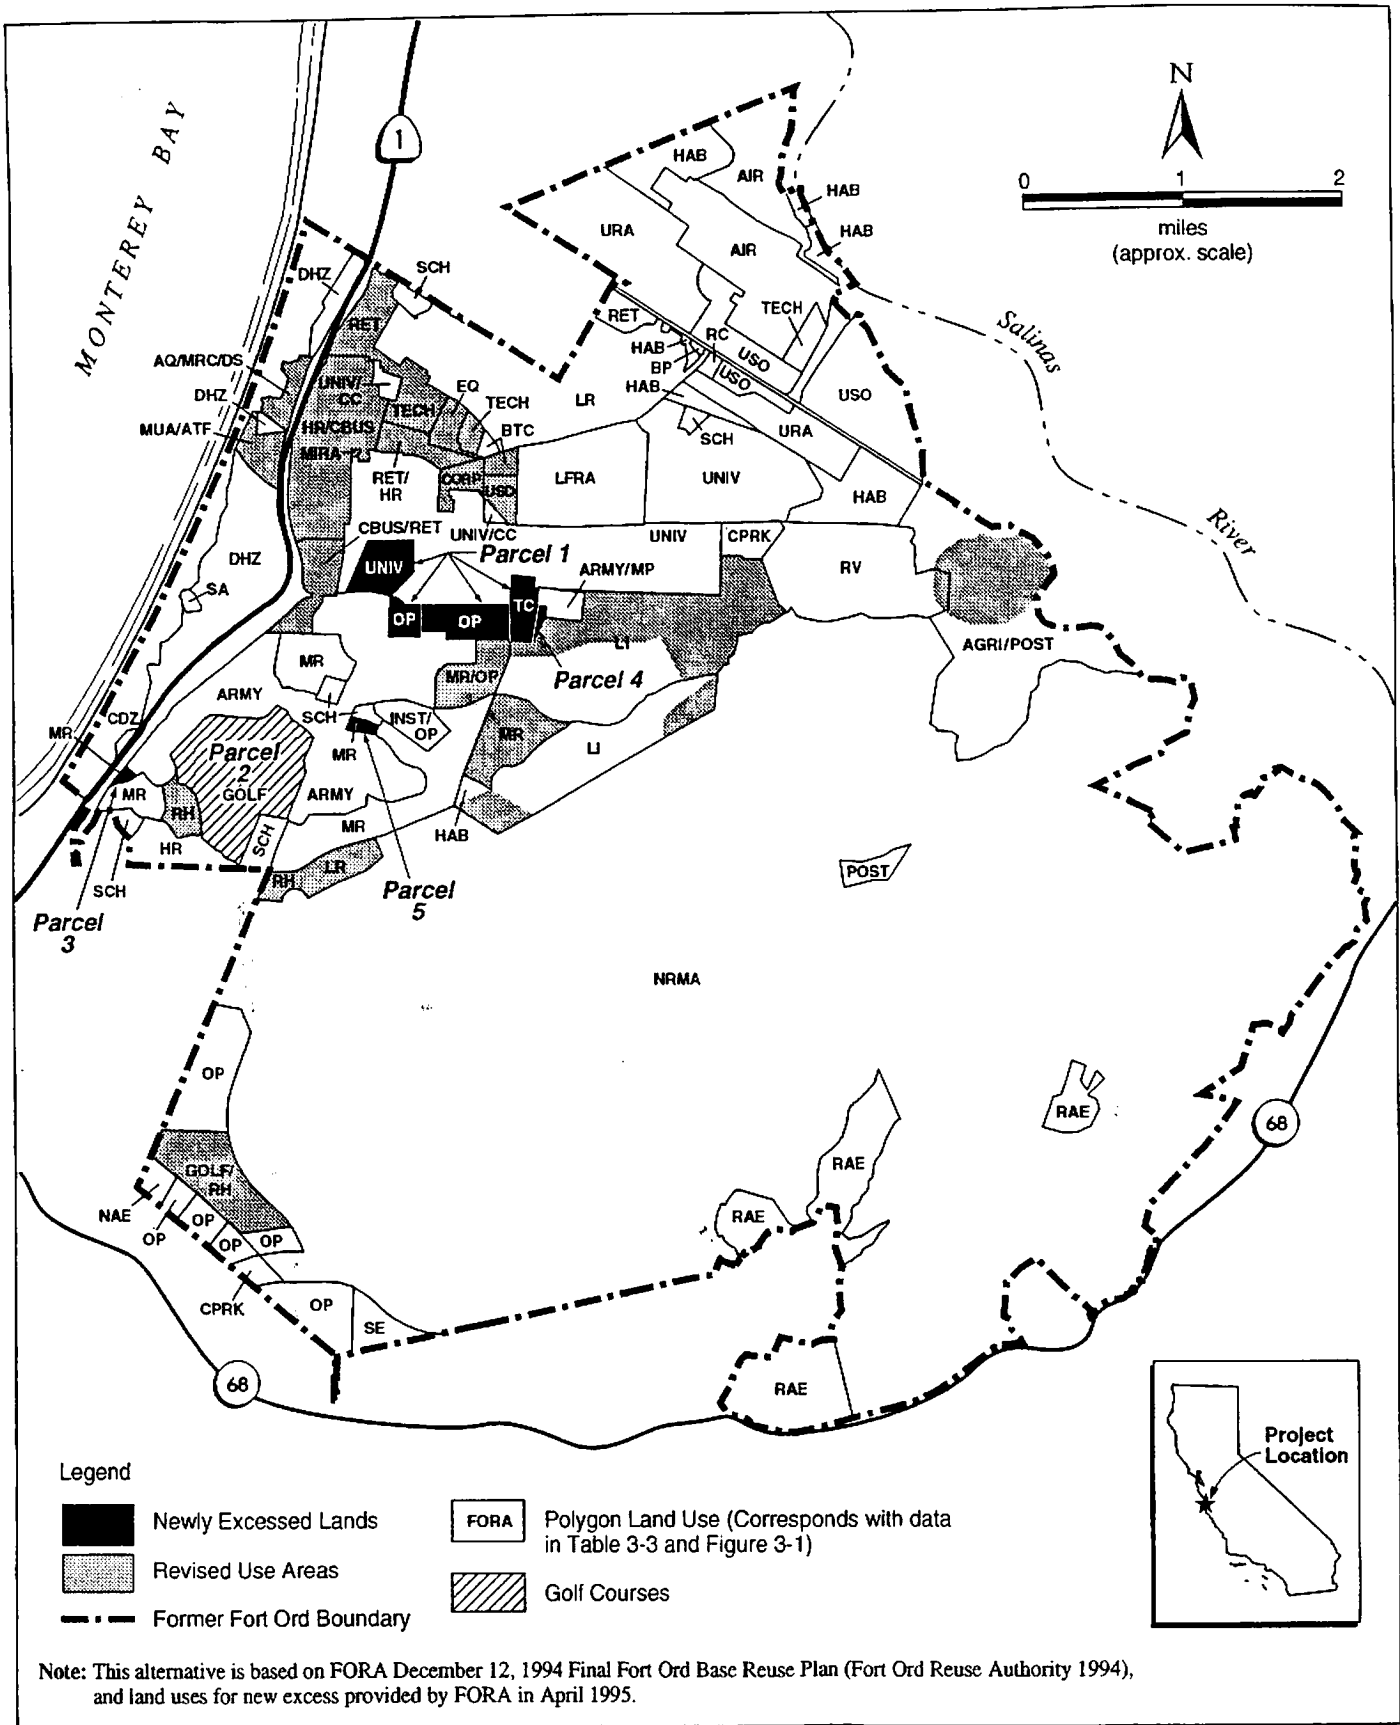 MONTEREY BAY
1
N
0 1 2
miles
(approx. scale)
HAB
AIR
HAB
HAB
URA
AIR
DHZ
SCH
RET
TECH
RET
RC
HAB
USO
BP
USO
HAB
USO
Salinas
AQ/MRC/DS
UNIV/
CC
EQ
TECH
TECH
LR
DHZ
HR/CBUS
BTC
SCH
URA
MUA/ATF
MIRA
RET/
HR
CORP
USD
LFRA
UNIV
HAB
River
CBUS/RET
UNIV/CC
UNIV
CPRK
DHZ
UNIV
Parcel 1
ARMY/MP
RV
SA
OP
OP
TC
LI
AGRI/POST
MR
MR/OP
Parcel 4
ARMY
SCH
INST/
OP
CDZ
MR
MR
MR
LI
Parcel
2
GOLF
MR
RH
ARMY
MR
HAB
HR
SCH
SCH
RH
LR
Parcel
5
Parcel
3
POST
NRMA
OP
RAE
68
RAE
GOLF/
RH
NAE
OP
OP
OP
OP
RAE
CPRK
OP
SE
68
RAE
Project
Location
Legend
Newly Excessed Lands
Revised Use Areas
Former Fort Ord Boundary
FORA
Polygon Land Use (Corresponds with data
in Table 3-3 and Figure 3-1)
Golf Courses
Note: This alternative is based on FORA December 12, 1994 Final Fort Ord Base Reuse Plan (Fort Ord Reuse Authority 1994),
and land uses for new excess provided by FORA in April 1995.